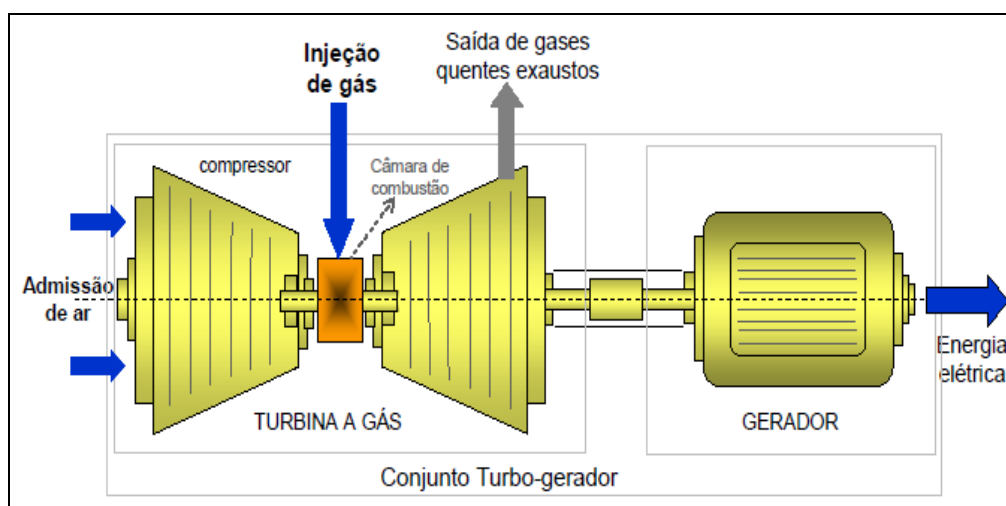 Injeção
de gás
Saída de gases
quentes exaustos
compressor
Câmara de
combustão
Admissão
de ar
Energia
elétrica
TURBINA A GÁS
GERADOR
Conjunto Turbo-gerador